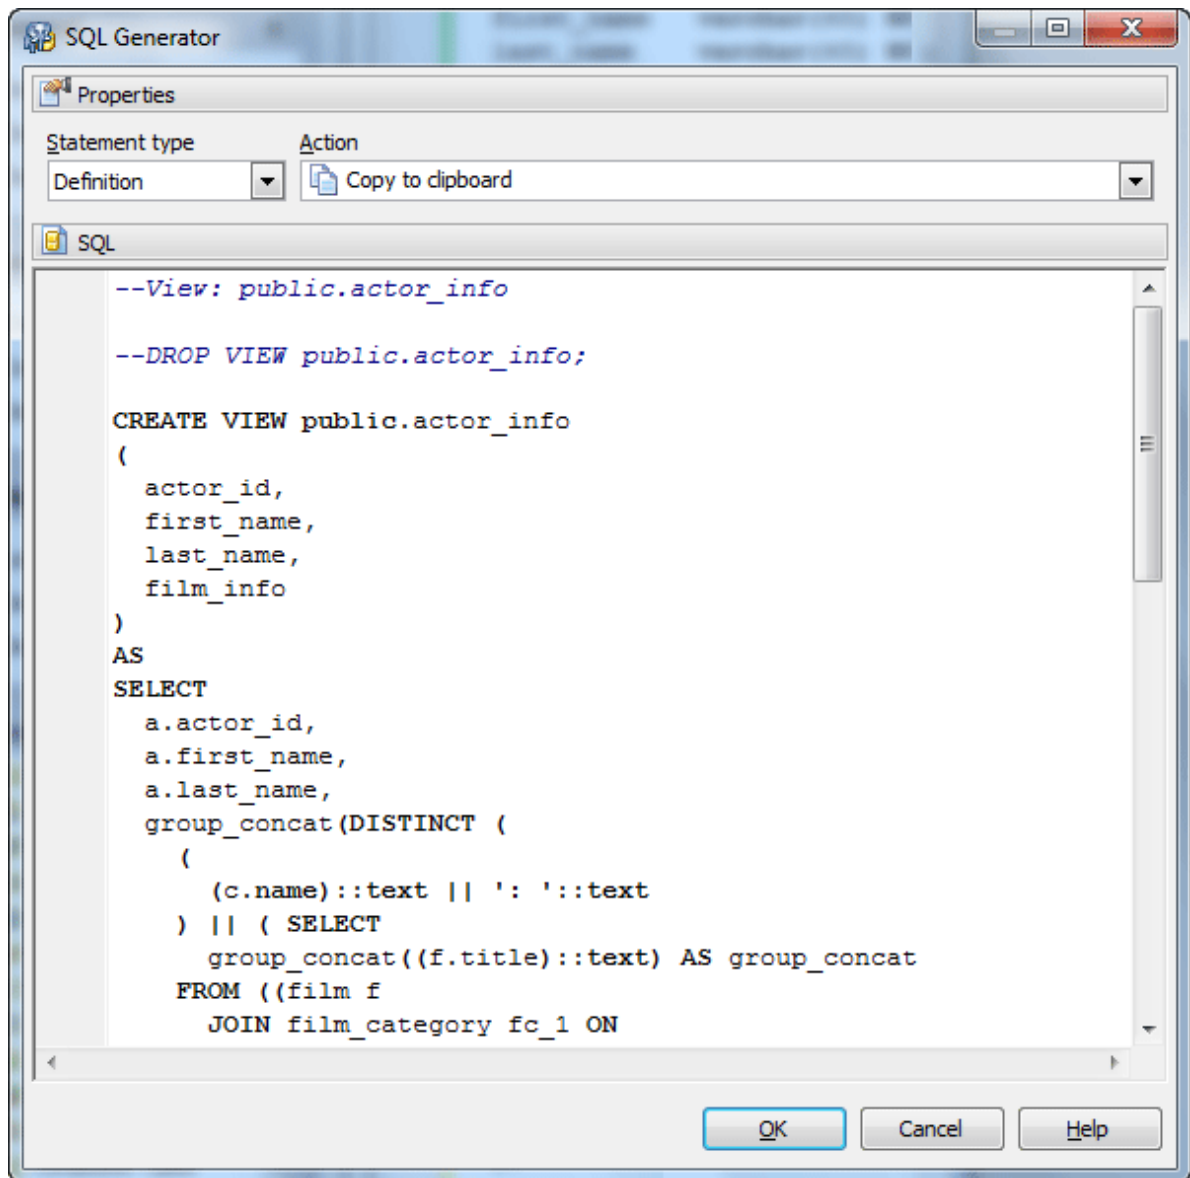 SQL Generator
Properties
Statement type Action
Definition Copy to clipboard
SQL
--View: public.actor_info
--DROP VIEW public.actor_info;
CREATE VIEW public.actor_info
(
actor_id,
first_name,
last_name,
film_info
)
AS
SELECT
a.actor_id,
a.first_name,
a.last_name,
group_concat(DISTINCT (
(
(c.name)::text || ': '::text
) || ( SELECT
group_concat((f.title)::text) AS group_concat
FROM ((film f
JOIN film_category fc_1 ON
OK Cancel Help